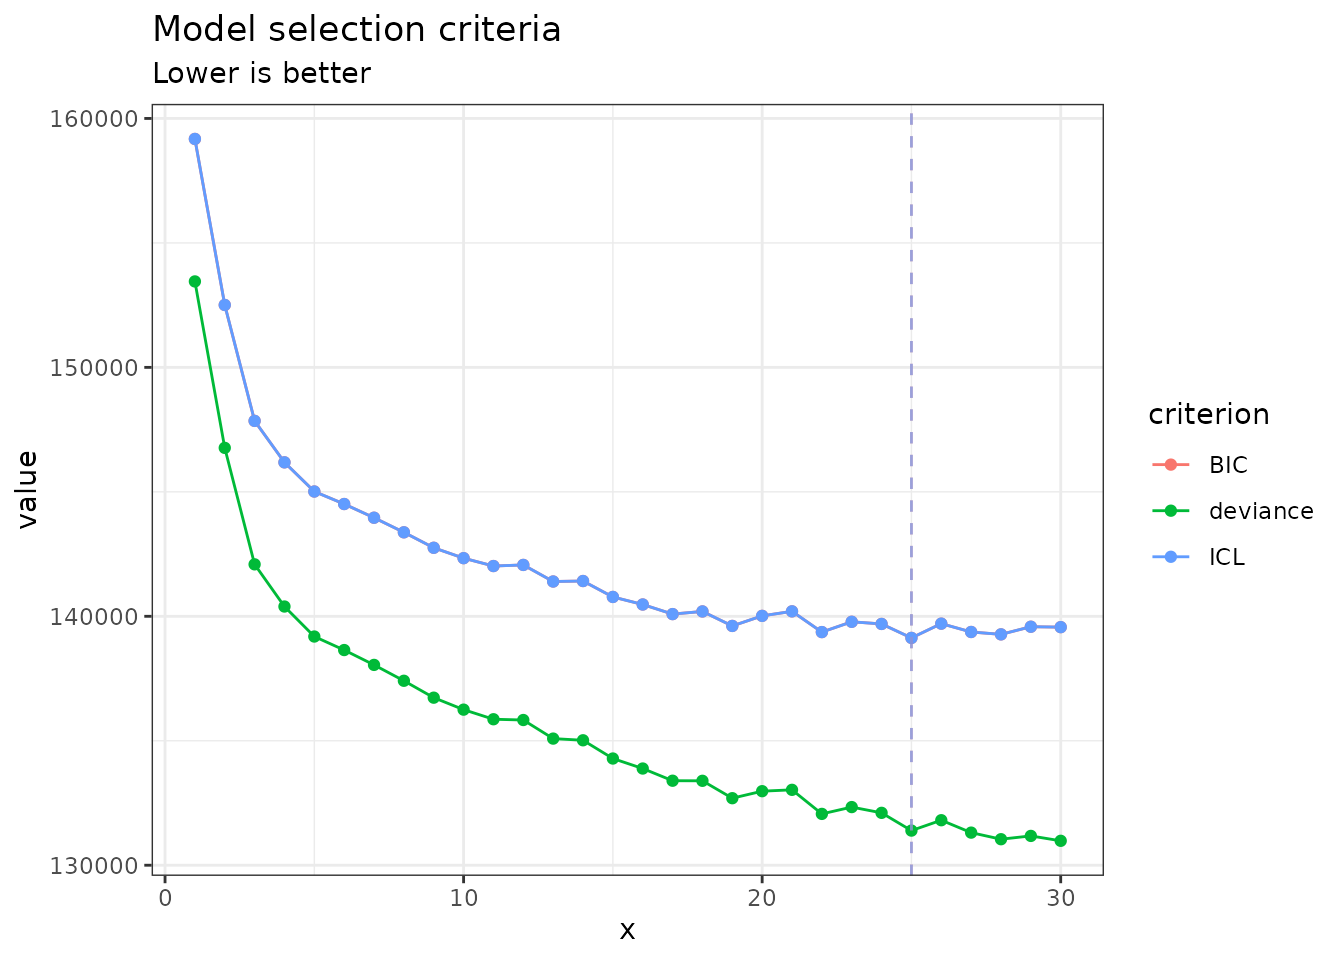 Model selection criteria
Lower is better
160000
150000
140000
130000
value
0
10
20
30
x
criterion
BIC
deviance
ICL